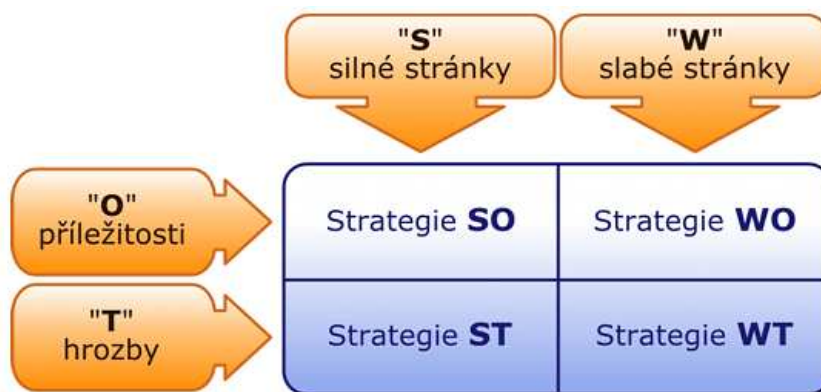 "S"
silné stránky
"W"
slabé stránky
"O"
příležitosti
Strategie SO
Strategie WO
"T"
hrozby
Strategie ST
Strategie WT